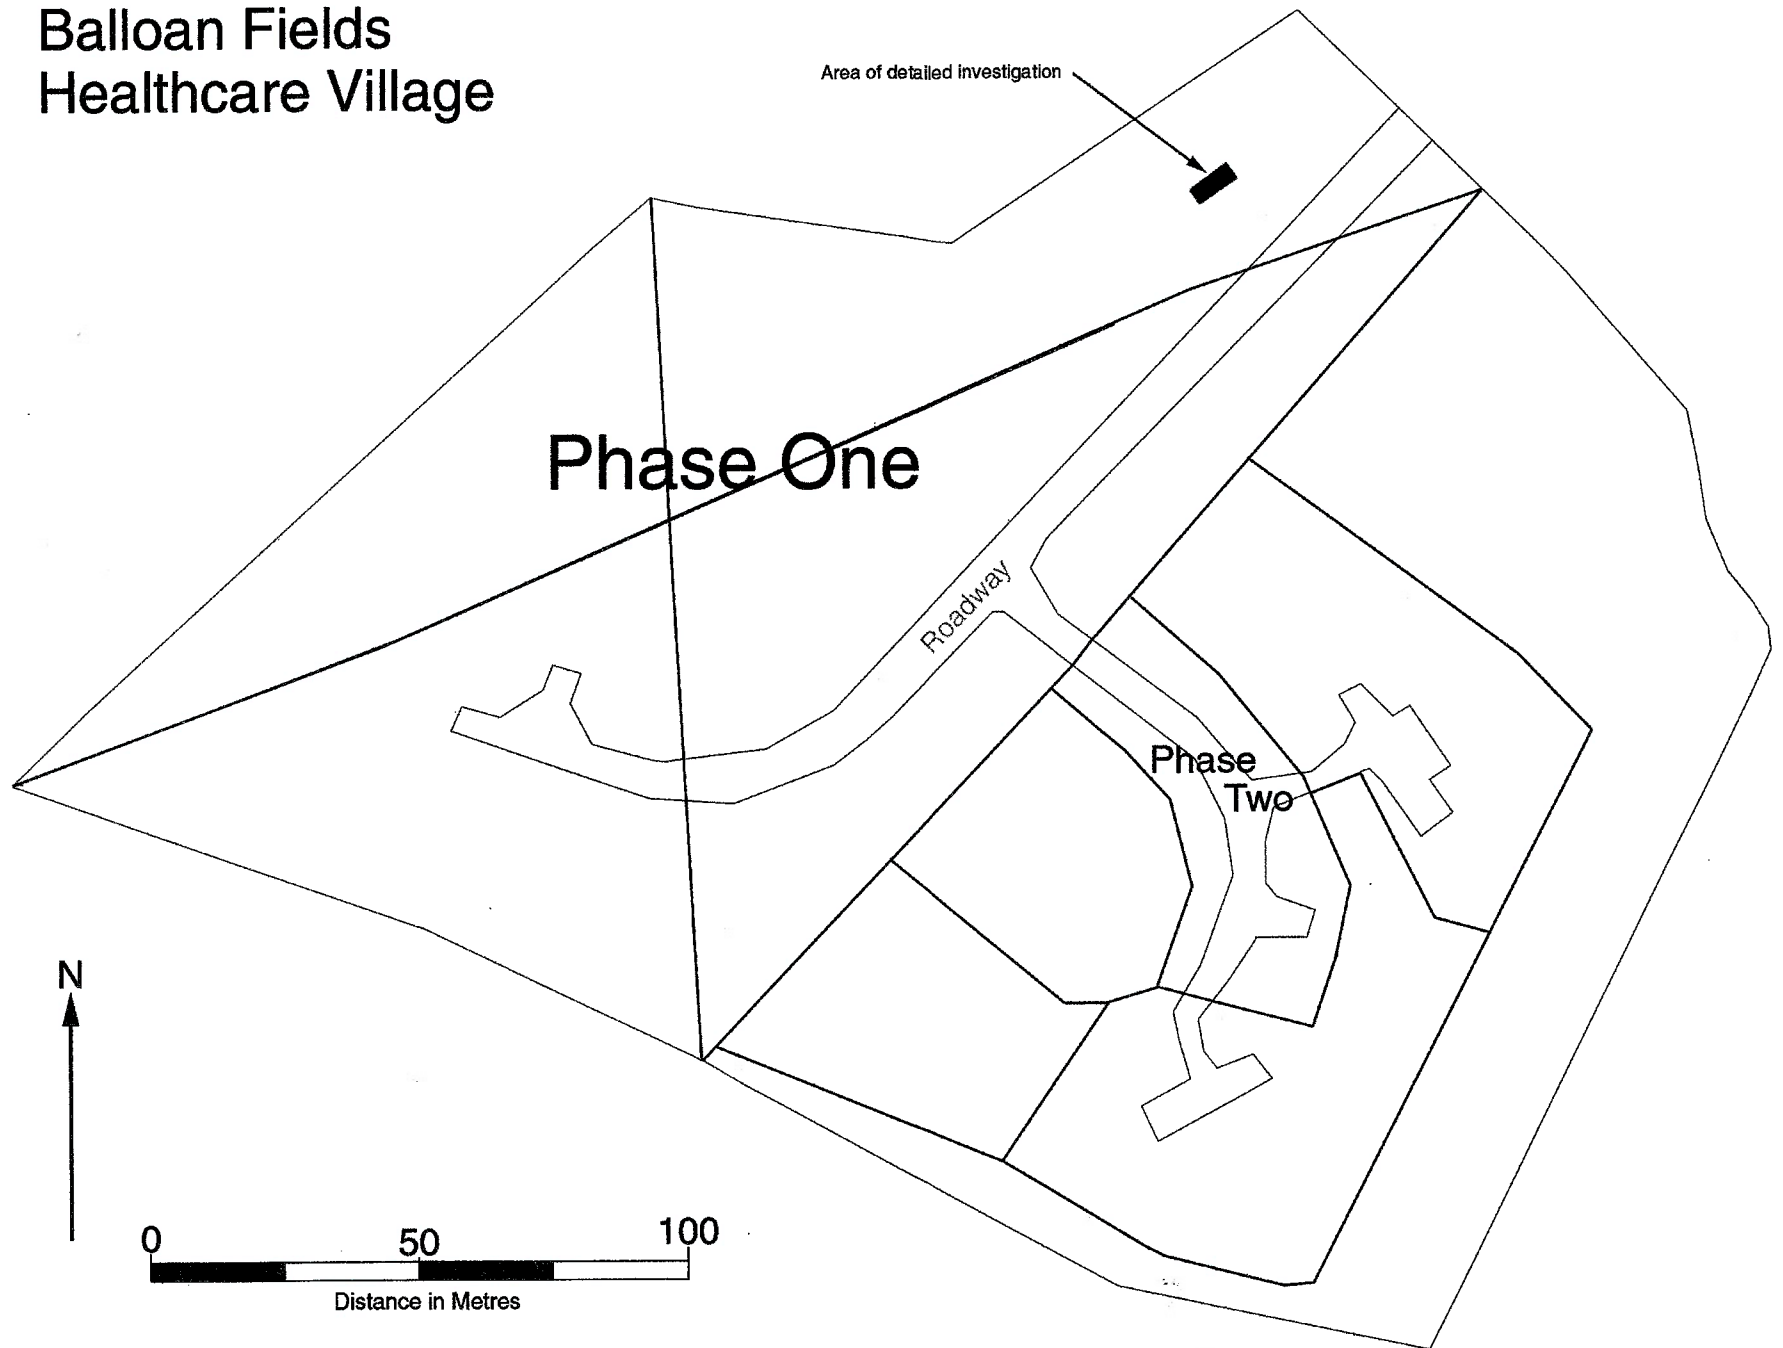 Balloan Fields
Healthcare Village
Area of detailed investigation
Phase One
Roadway
Phase
Two
N
0 50 100
Distance in Metres